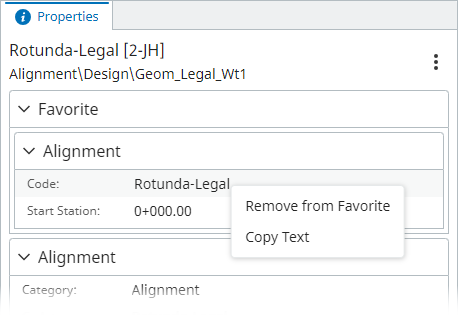 Properties
Rotunda-Legal [2-JH]
Alignment\Design\Geom_Legal_Wt1
Favorite
Alignment
Code: Rotunda-Legal
Start Station: 0+000.00
Remove from Favorite
Copy Text
Alignment
Category: Alignment